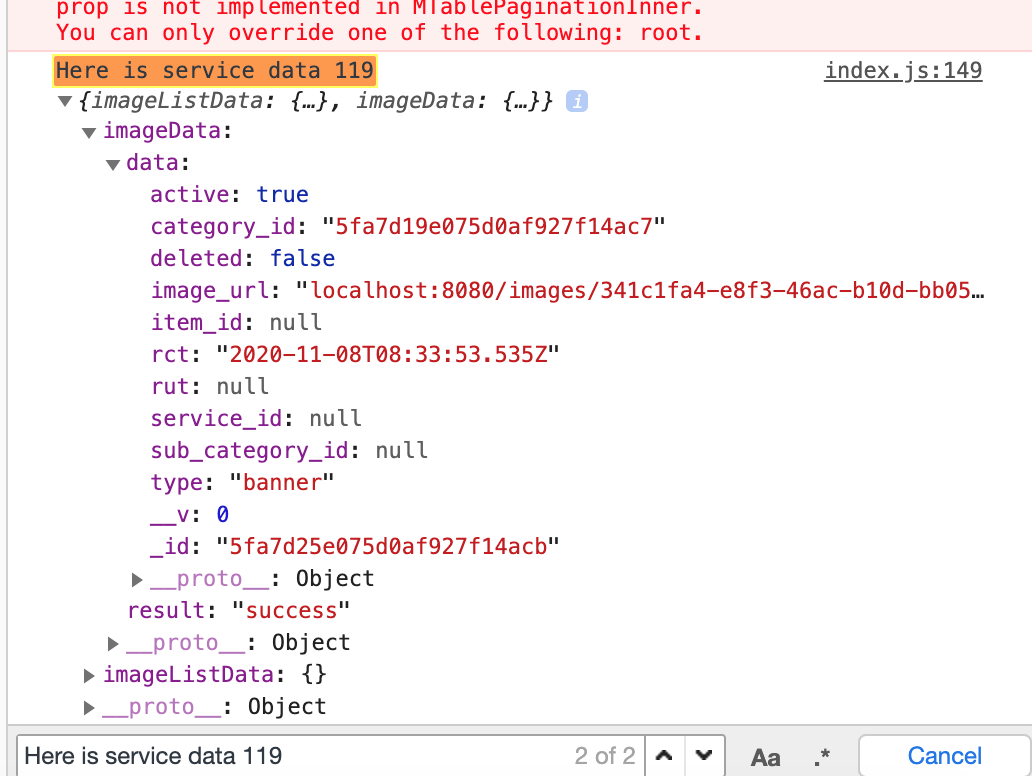 prop is not implemented in MTablePaginationInner.
You can only override one of the following: root.
Here is service data 119 index.js:149
{imageListData: {…}, imageData: {…}} i
imageData:
data:
active: true
category_id: "5fa7d19e075d0af927f14ac7"
deleted: false
image_url: "localhost:8080/images/341c1fa4-e8f3-46ac-b10d-bb05…
item_id: null
rct: "2020-11-08T08:33:53.535Z"
rut: null
service_id: null
sub_category_id: null
type: "banner"
__v: 0
_id: "5fa7d25e075d0af927f14acb"
__proto__: Object
result: "success"
__proto__: Object
imageListData: {}
__proto__: Object
Here is service data 119 2 of 2 Aa .* Cancel